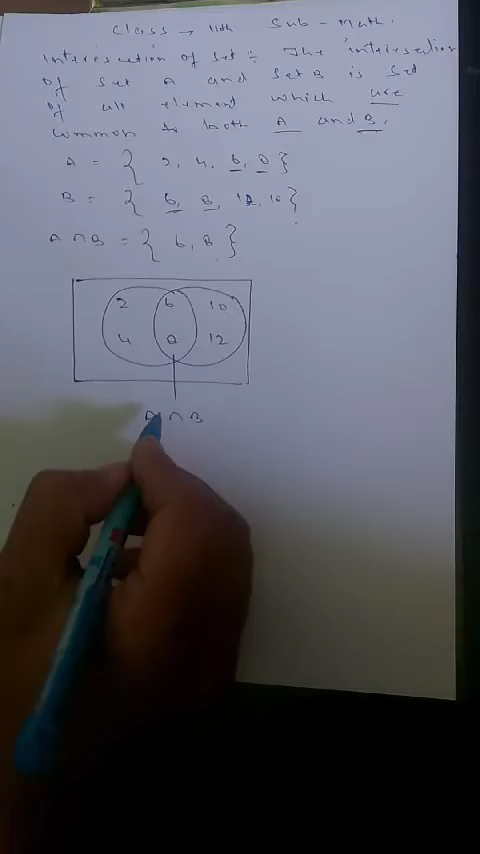 Class → 11th Sub - Math.
Intersection of set ÷ The intersection
of set A and set B is set
of all element which are
common to both A and B.
A = { 2, 4, 6, 8 }
B = { 6, 8, 12, 10 }
A ∩ B = { 6, 8 }
2 6 10
4 8 12
A ∩ B